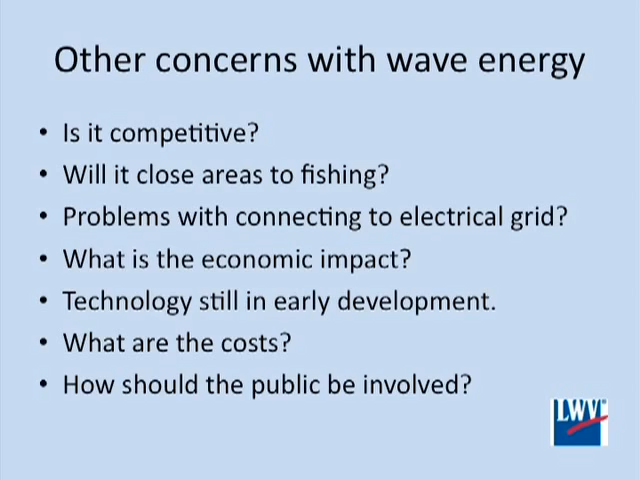 Other concerns with wave energy
• Is it competitive?
• Will it close areas to fishing?
• Problems with connecting to electrical grid?
• What is the economic impact?
• Technology still in early development.
• What are the costs?
• How should the public be involved?
LWV